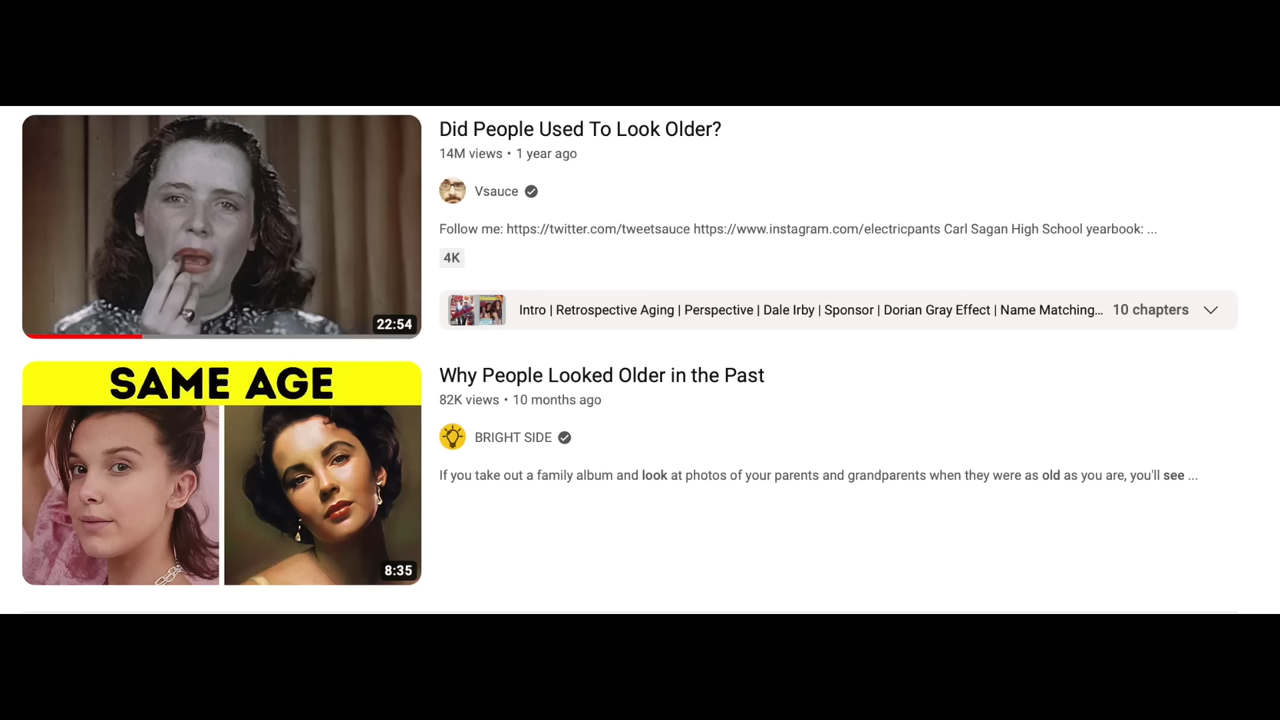 Did People Used To Look Older?
14M views • 1 year ago
Vsauce
Follow me: https://twitter.com/tweetsauce https://www.instagram.com/electricpants Carl Sagan High School yearbook: ...
4K
22:54
Intro | Retrospective Aging | Perspective | Dale Irby | Sponsor | Dorian Gray Effect | Name Matching... 10 chapters
SAME AGE
8:35
Why People Looked Older in the Past
82K views • 10 months ago
BRIGHT SIDE
If you take out a family album and look at photos of your parents and grandparents when they were as old as you are, you'll see ...